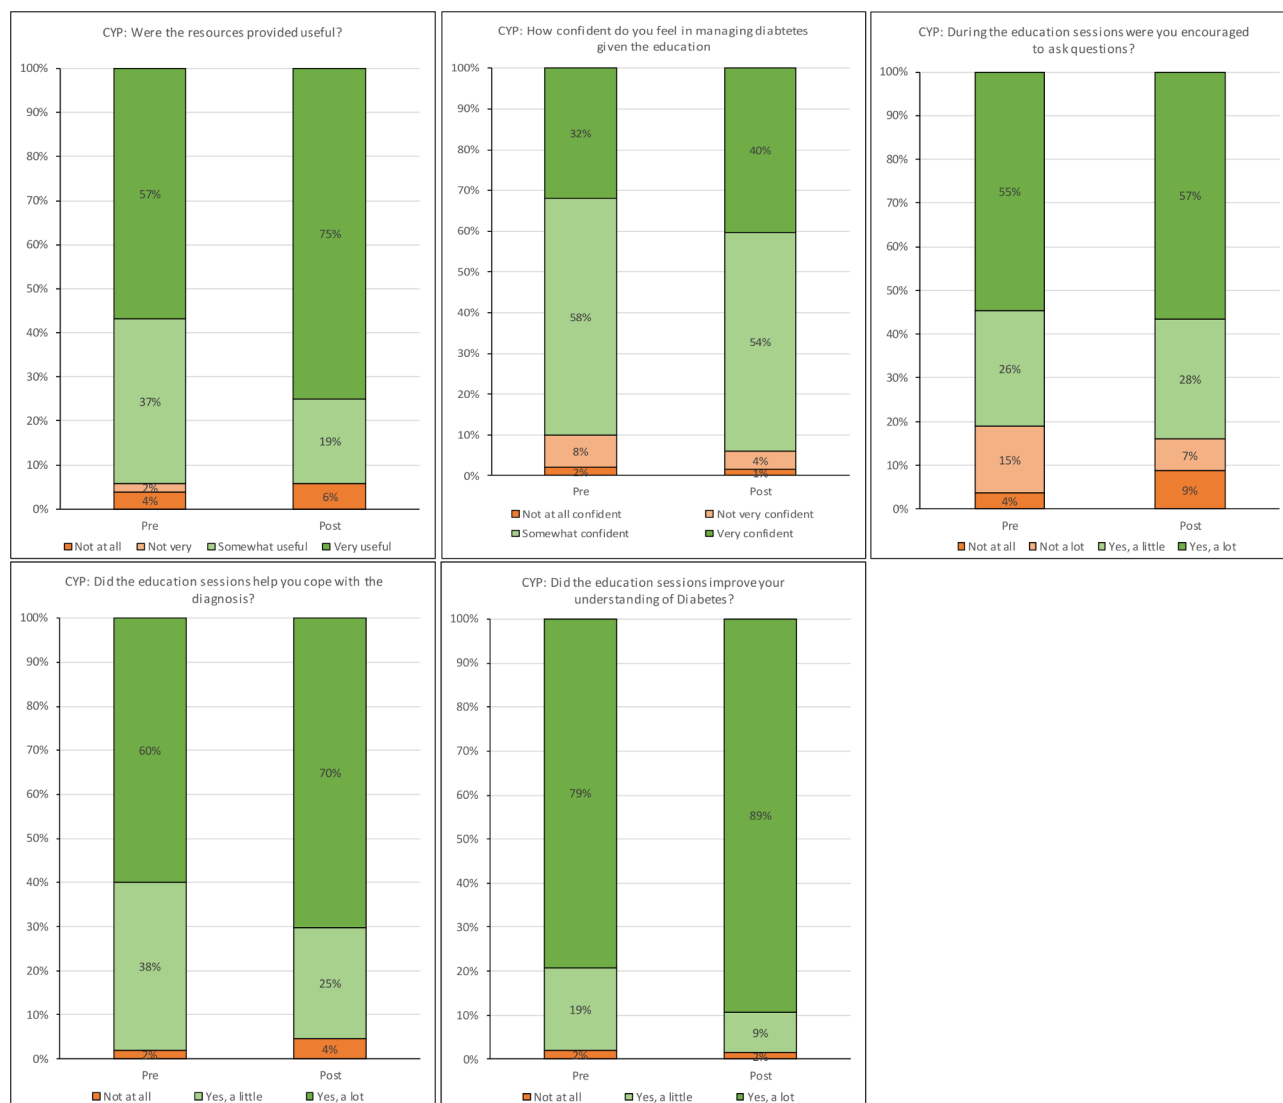 CYP: Were the resources provided useful?
100%
90%
80%
70%
60%
50%
40%
30%
20%
10%
0%
57%
37%
2%
4%
75%
19%
6%
Pre
Post
Not at all
Not very
Somewhat useful
Very useful
CYP: How confident do you feel in managing diabtetes
given the education
100%
90%
80%
70%
60%
50%
40%
30%
20%
10%
0%
32%
58%
8%
2%
40%
54%
4%
1%
Pre
Post
Not at all confident
Not very confident
Somewhat confident
Very confident
CYP: During the education sessions were you encouraged
to ask questions?
100%
90%
80%
70%
60%
50%
40%
30%
20%
10%
0%
55%
26%
15%
4%
57%
28%
7%
9%
Pre
Post
Not at all
Not a lot
Yes, a little
Yes, a lot
CYP: Did the education sessions help you cope with the
diagnosis?
100%
90%
80%
70%
60%
50%
40%
30%
20%
10%
0%
60%
38%
2%
70%
25%
4%
Pre
Post
Not at all
Yes, a little
Yes, a lot
CYP: Did the education sessions improve your
understanding of Diabetes?
100%
90%
80%
70%
60%
50%
40%
30%
20%
10%
0%
79%
19%
2%
89%
9%
2%
Pre
Post
Not at all
Yes, a little
Yes, a lot